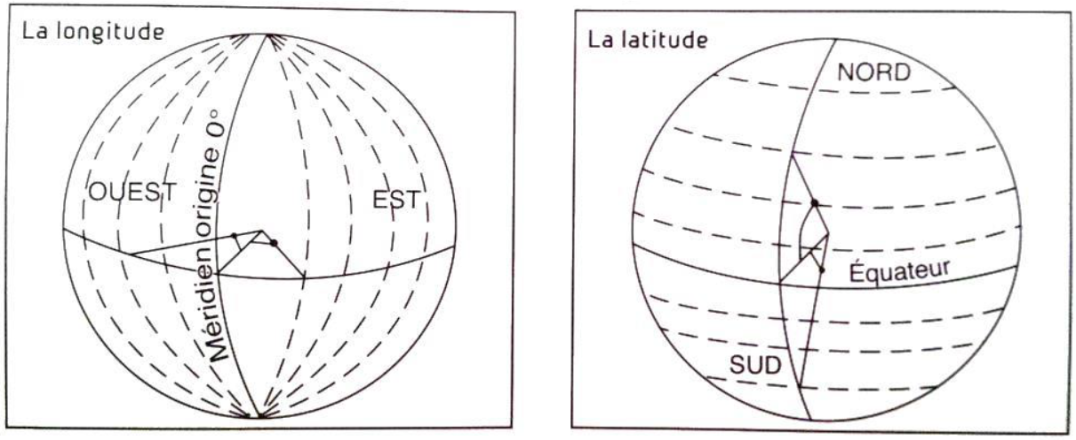 La longitude
OUEST
Méridien origine 0°
EST
La latitude
NORD
Équateur
SUD